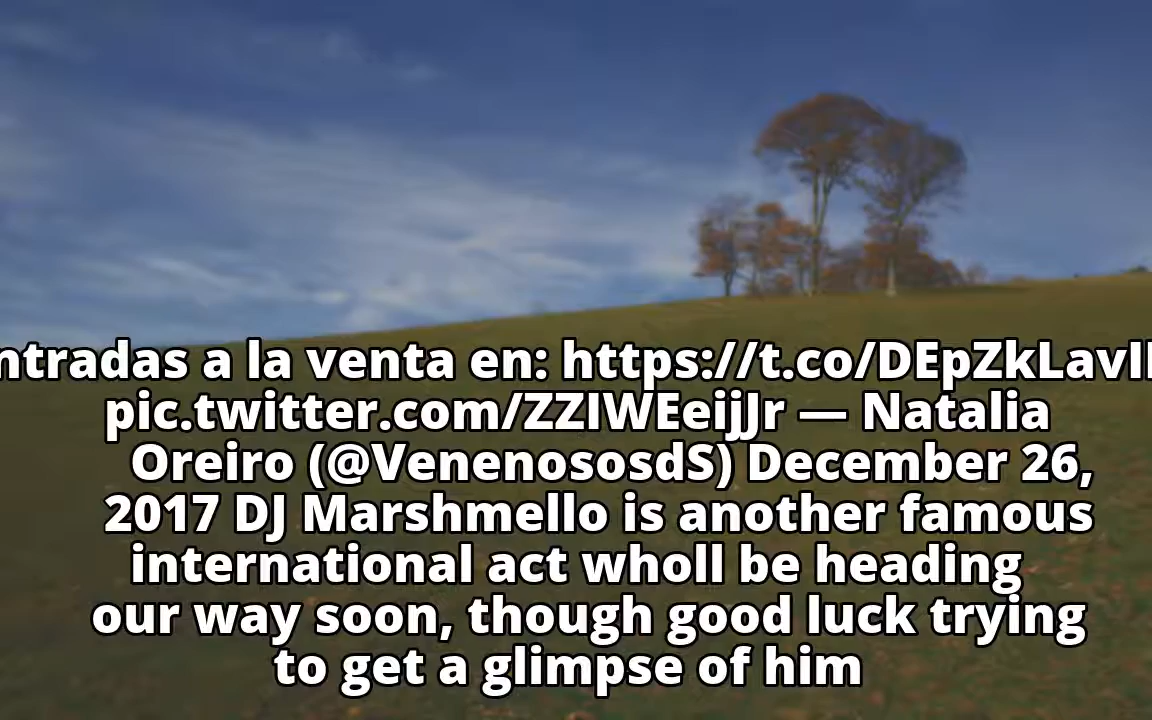 ntradas a la venta en: https://t.co/DEpZkLavI
pic.twitter.com/ZZIWEeijJr — Natalia
Oreiro (@VenenososdS) December 26,
2017 DJ Marshmello is another famous
international act wholl be heading
our way soon, though good luck trying
to get a glimpse of him